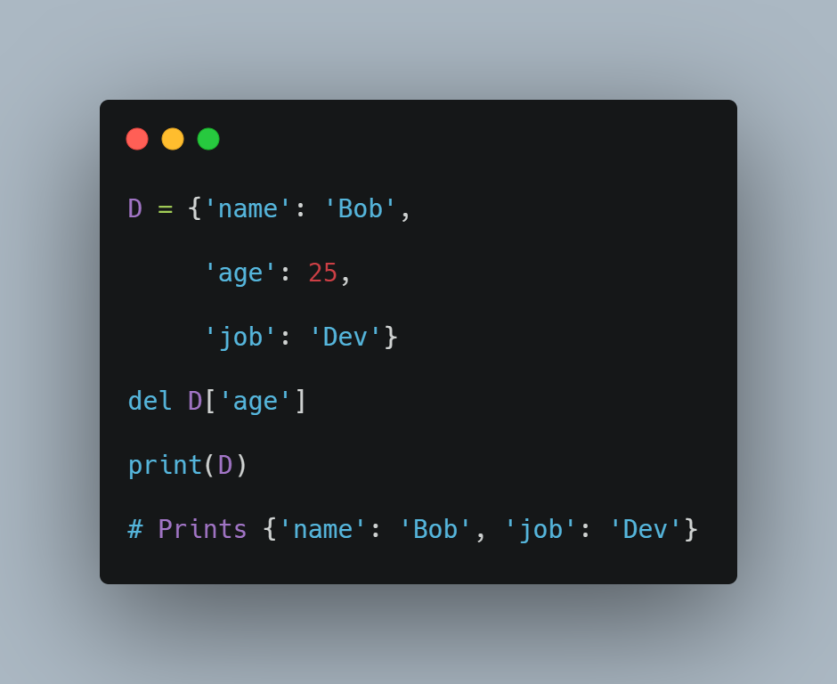 D = {'name': 'Bob',
     'age': 25,
     'job': 'Dev'}
del D['age']
print(D)
# Prints {'name': 'Bob', 'job': 'Dev'}